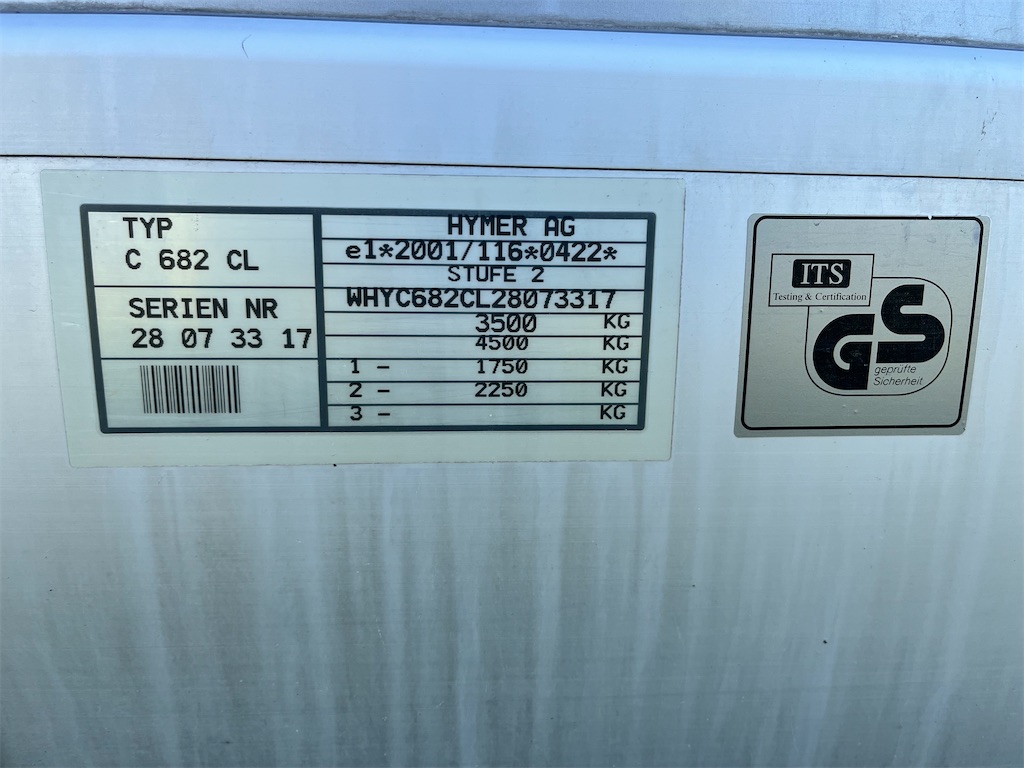 TYP
C 682 CL
SERIEN NR
28 07 33 17
HYMER AG
e1*2001/116*0422*
STUFE 2
WHYC682CL28073317
3500 KG
4500 KG
1 - 1750 KG
2 - 2250 KG
3 - KG
ITS
Testing & Certification
GS
geprüfte
Sicherheit